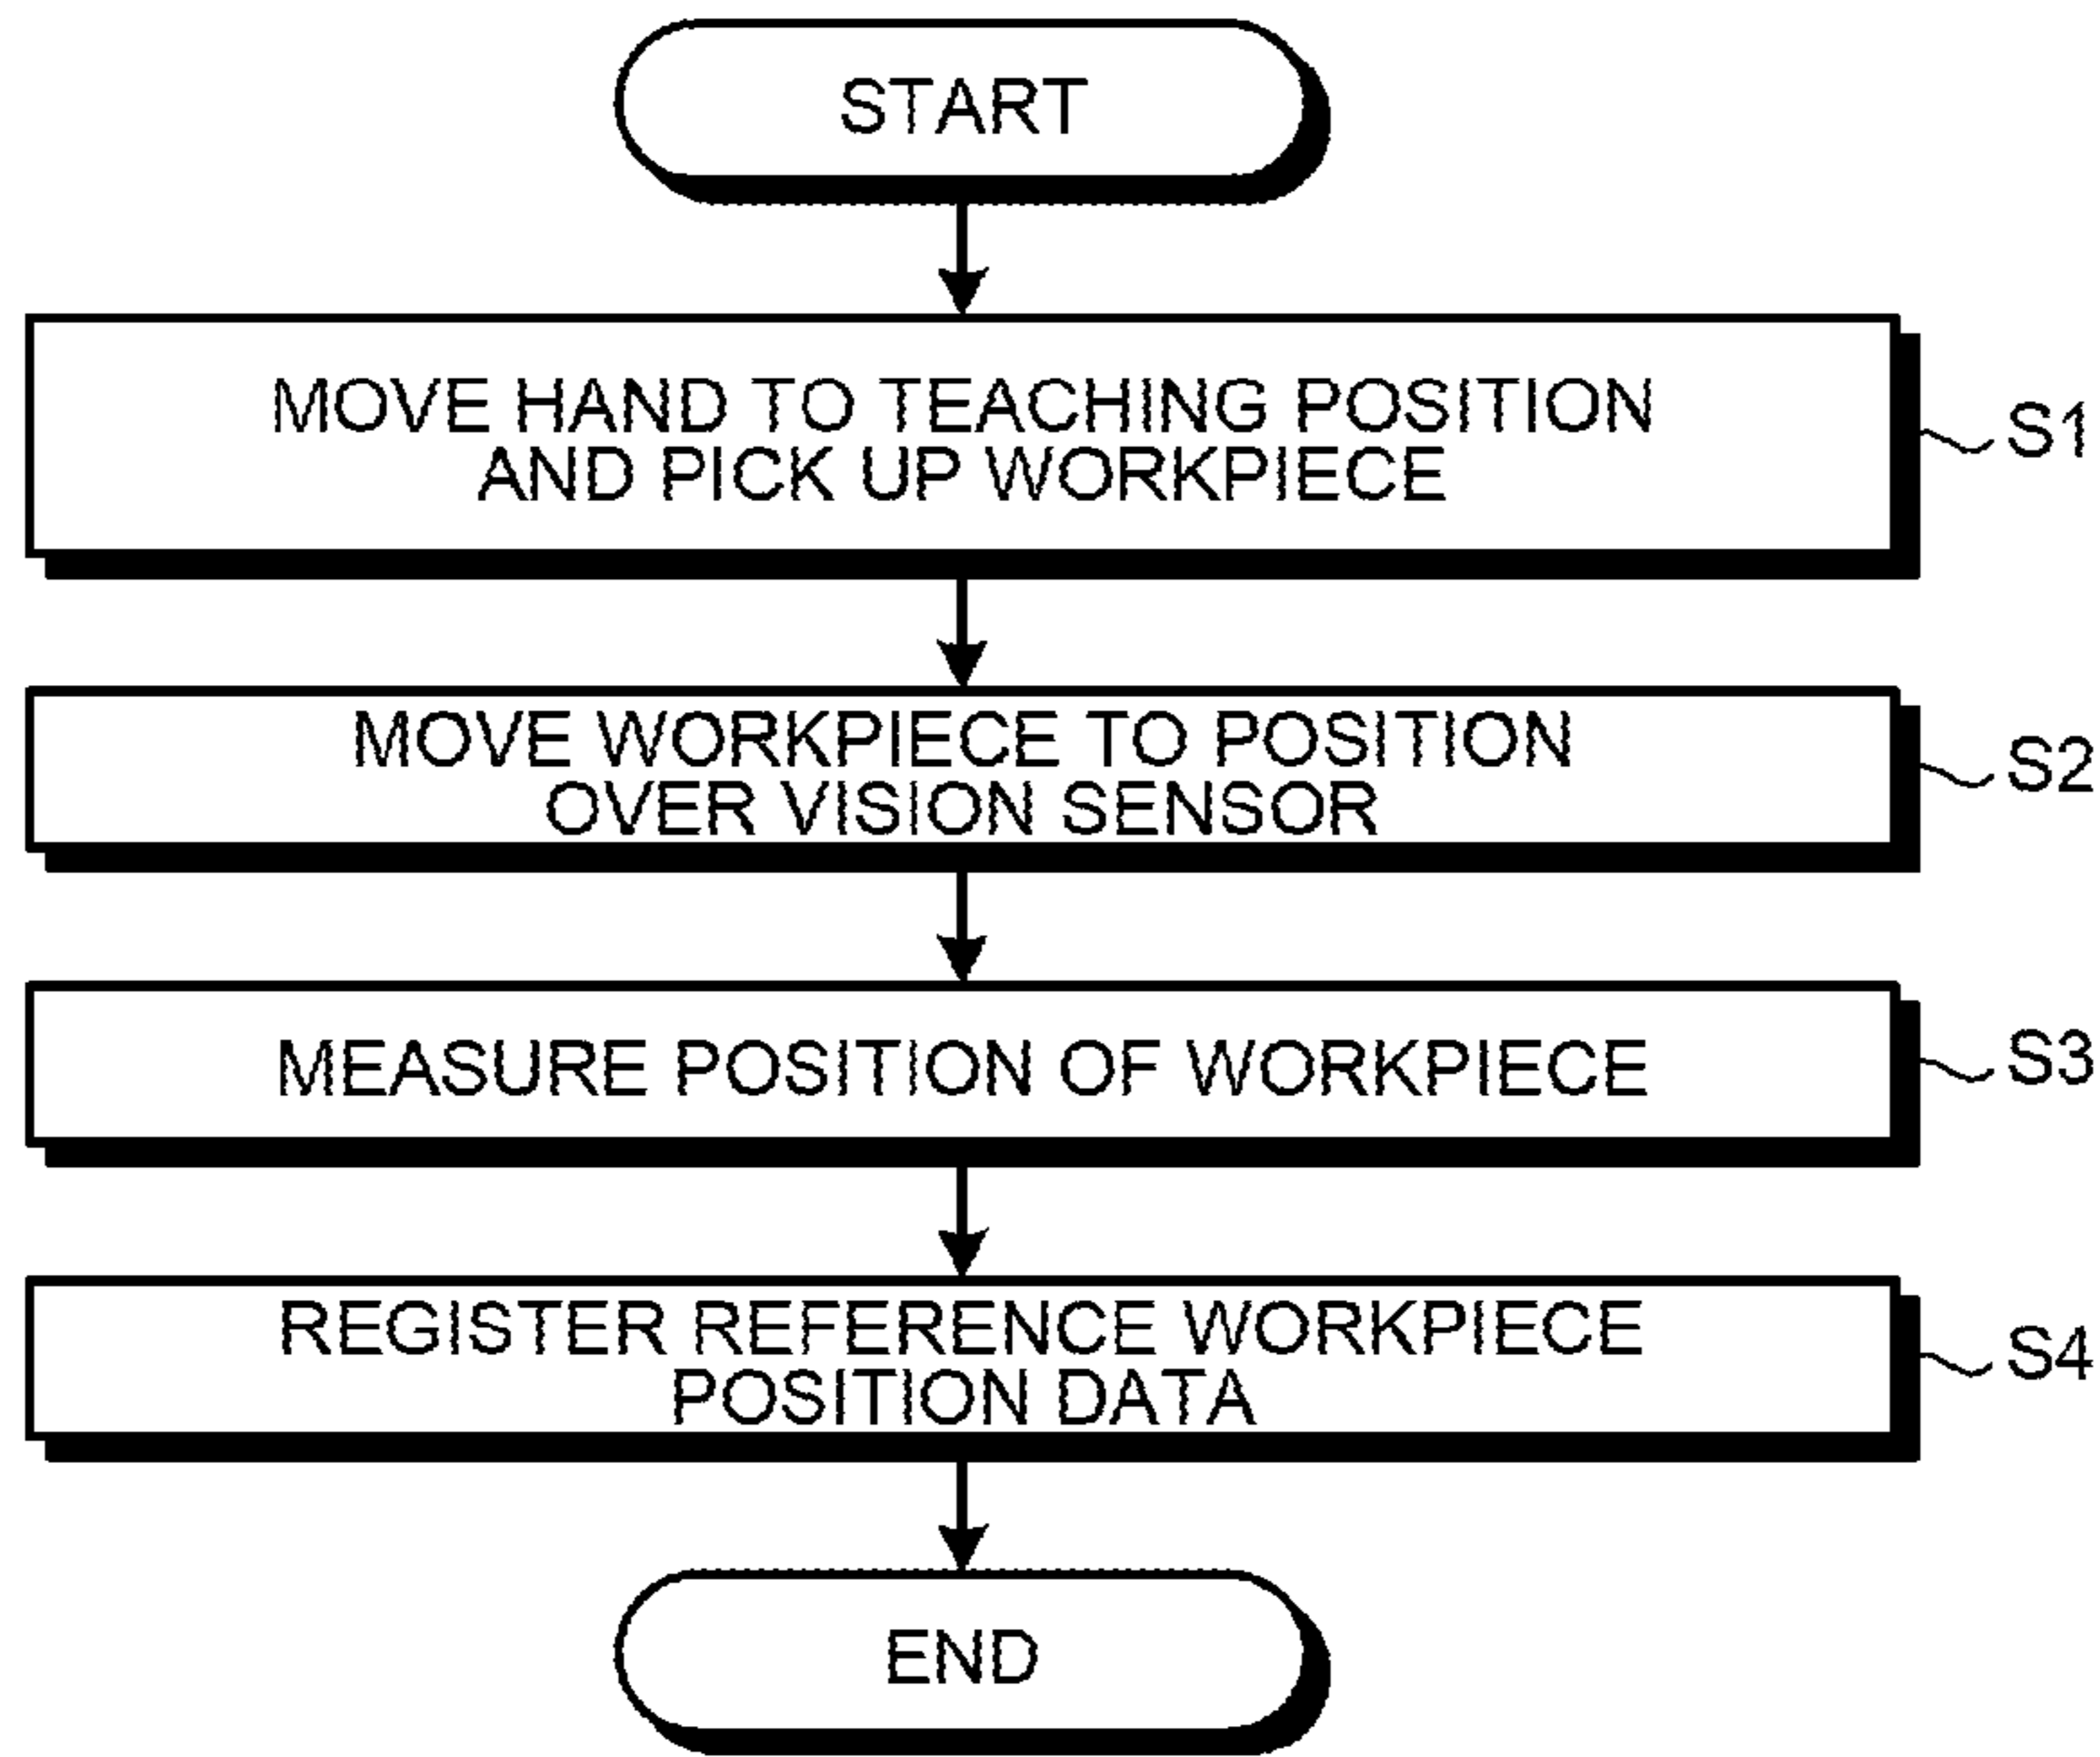 START
MOVE HAND TO TEACHING POSITION
AND PICK UP WORKPIECE
S1
MOVE WORKPIECE TO POSITION
OVER VISION SENSOR
S2
MEASURE POSITION OF WORKPIECE
S3
REGISTER REFERENCE WORKPIECE
POSITION DATA
S4
END